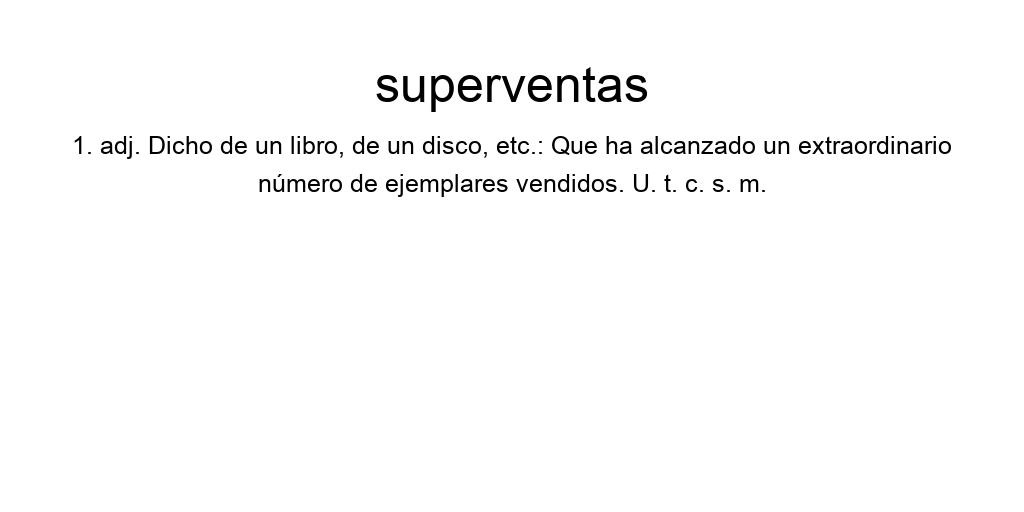 superventas
1. adj. Dicho de un libro, de un disco, etc.: Que ha alcanzado un extraordinario
número de ejemplares vendidos. U. t. c. s. m.